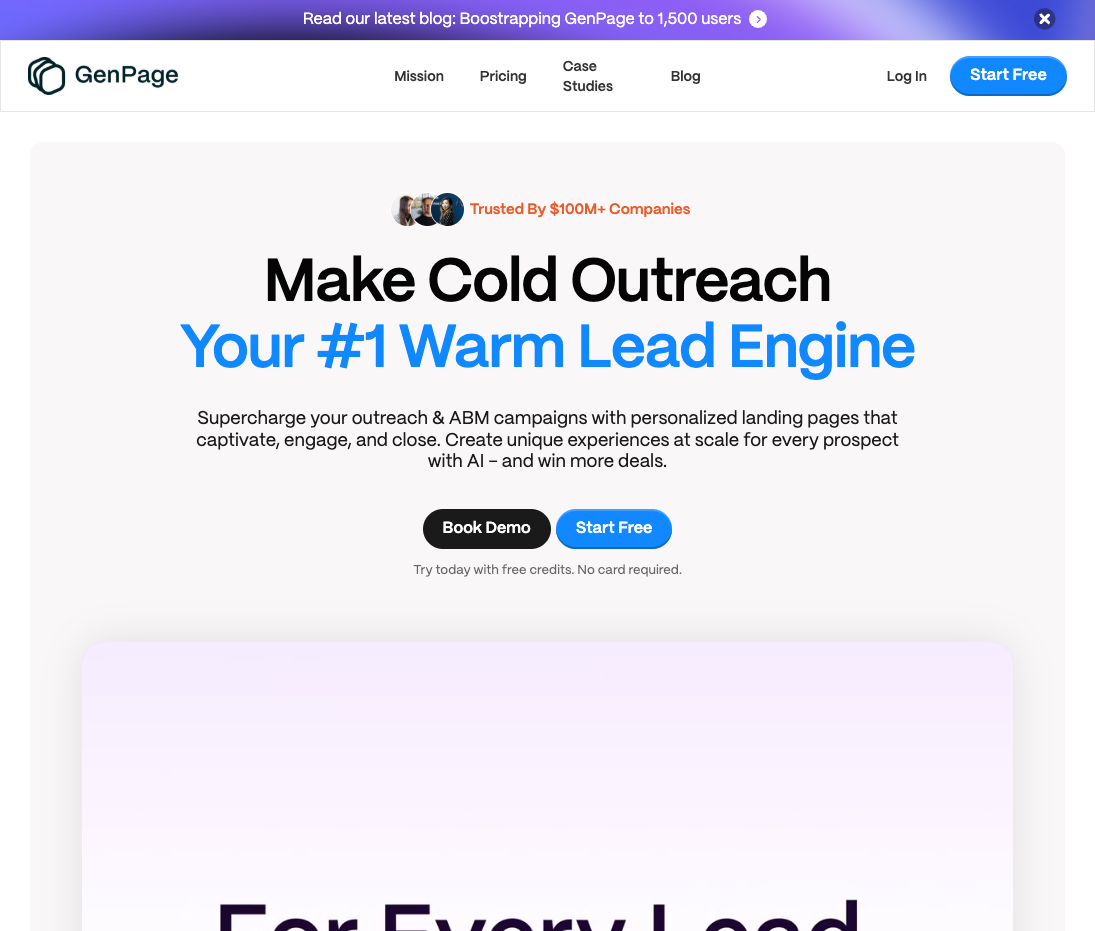 Read our latest blog: Boostrapping GenPage to 1,500 users
GenPage
Mission
Pricing
Case
Studies
Blog
Log In
Start Free
Trusted By $100M+ Companies
Make Cold Outreach
Your #1 Warm Lead Engine
Supercharge your outreach & ABM campaigns with personalized landing pages that
captivate, engage, and close. Create unique experiences at scale for every prospect
with AI – and win more deals.
Book Demo
Start Free
Try today with free credits. No card required.
For Every Lead